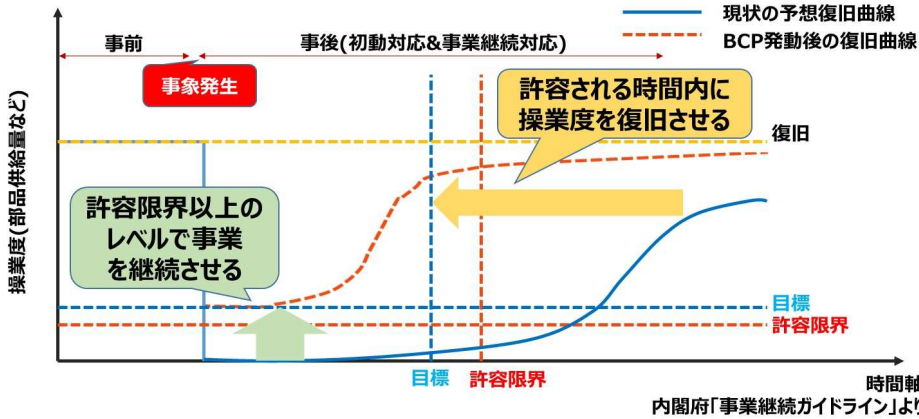 現状の予想復旧曲線
BCP発動後の復旧曲線
事前
事後(初動対応&事業継続対応)
事象発生
許容される時間内に
操業度を復旧させる
復旧
操業度(部品供給量など)
許容限界以上の
レベルで事業
を継続させる
目標
許容限界
目標
許容限界
時間軸
内閣府「事業継続ガイドライン」より